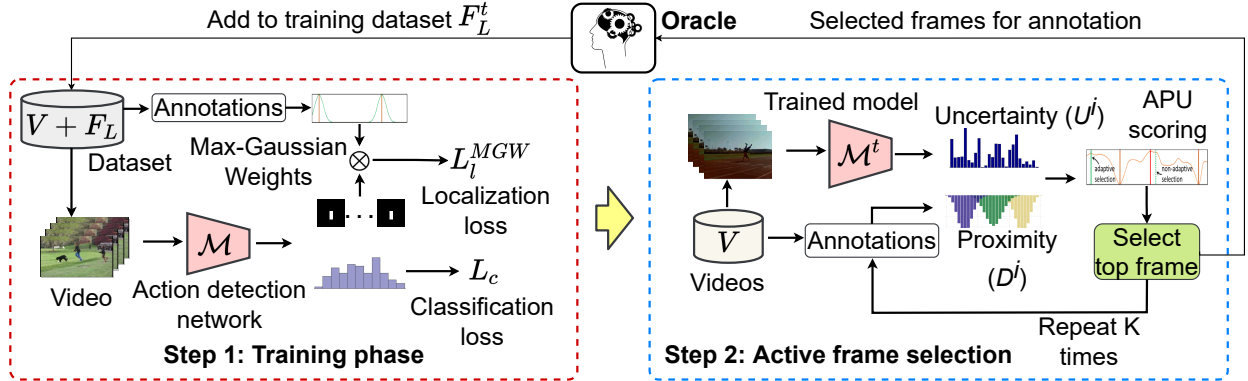 Add to training dataset $F_L^t$
Oracle
Selected frames for annotation
$V + F_L$
Dataset
Annotations
Max-Gaussian
Weights
$L_l^{MGW}$
Localization
loss
Video
$\mathcal{M}$
Action detection
network
$L_c$
Classification
loss
Step 1: Training phase
Trained model
$\mathcal{M}^t$
Uncertainty ($U^i$)
APU
scoring
adaptive
selection
non-adaptive
selection
$V$
Videos
Annotations
Proximity
($D^i$)
Select
top frame
Repeat K
times
Step 2: Active frame selection